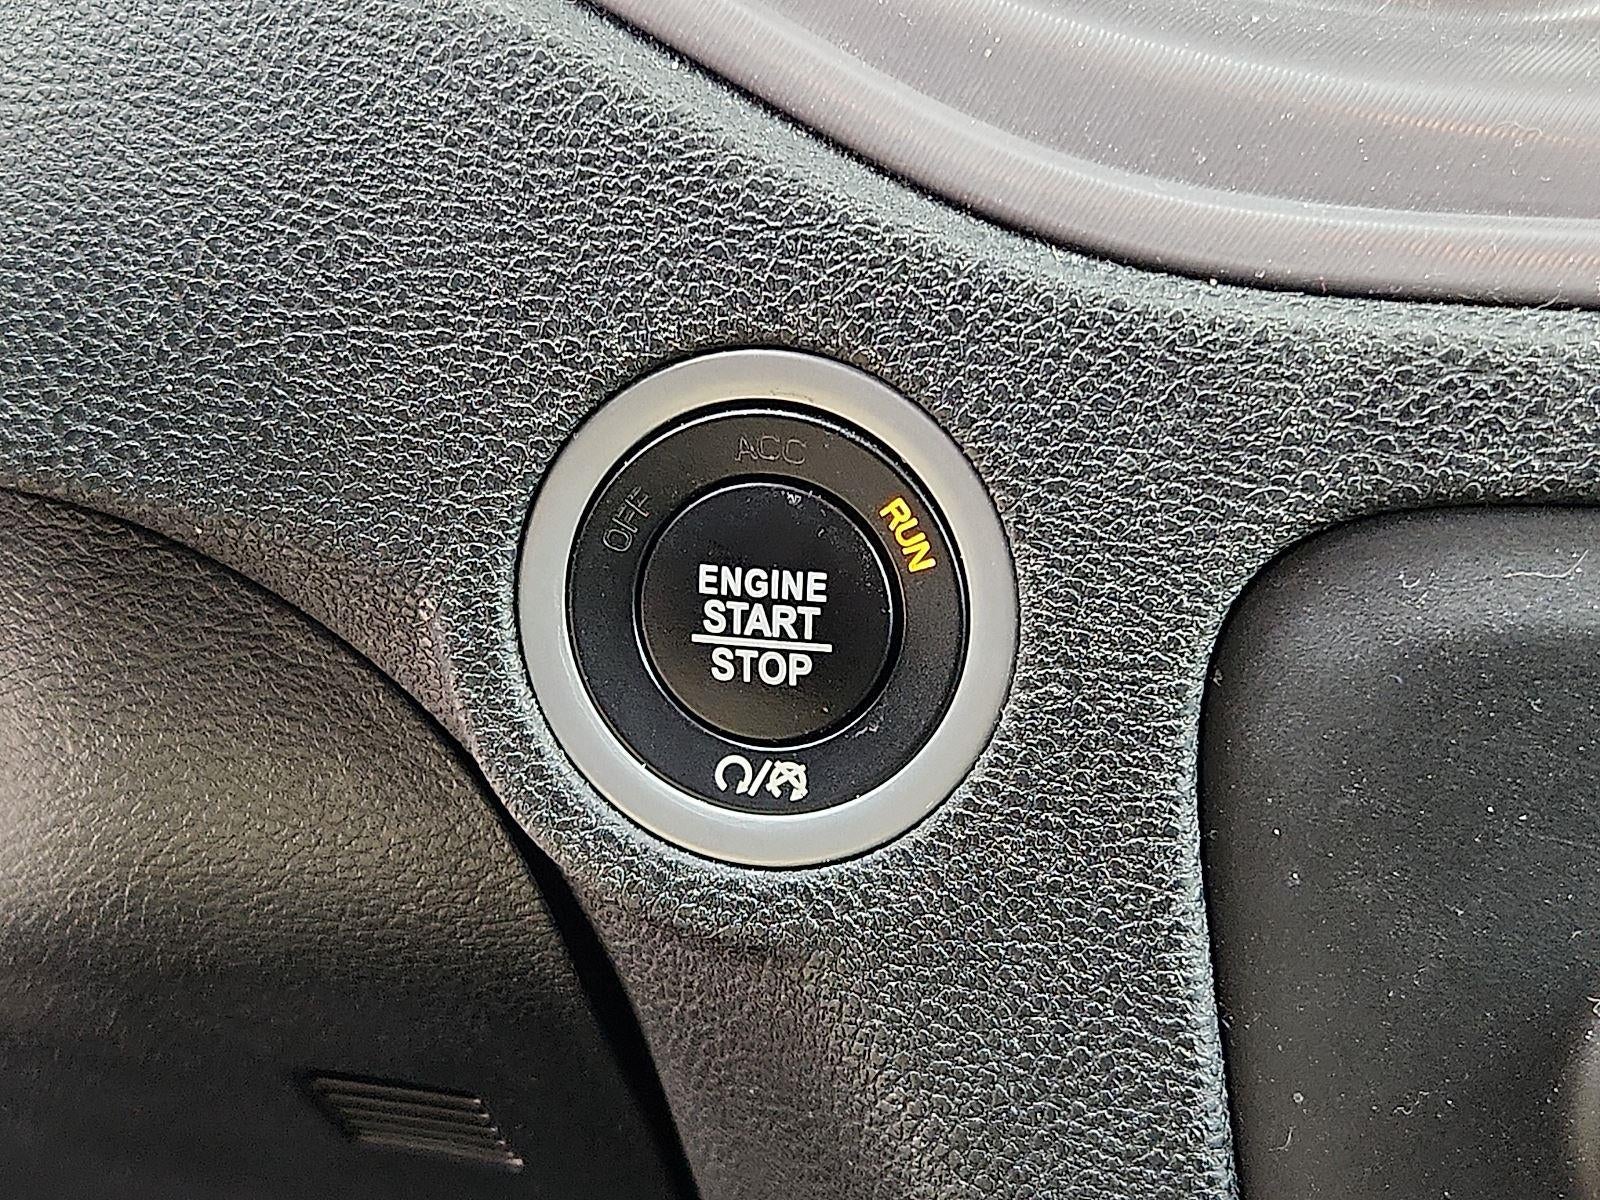 ACC
OFF
RUN
ENGINE
START
STOP